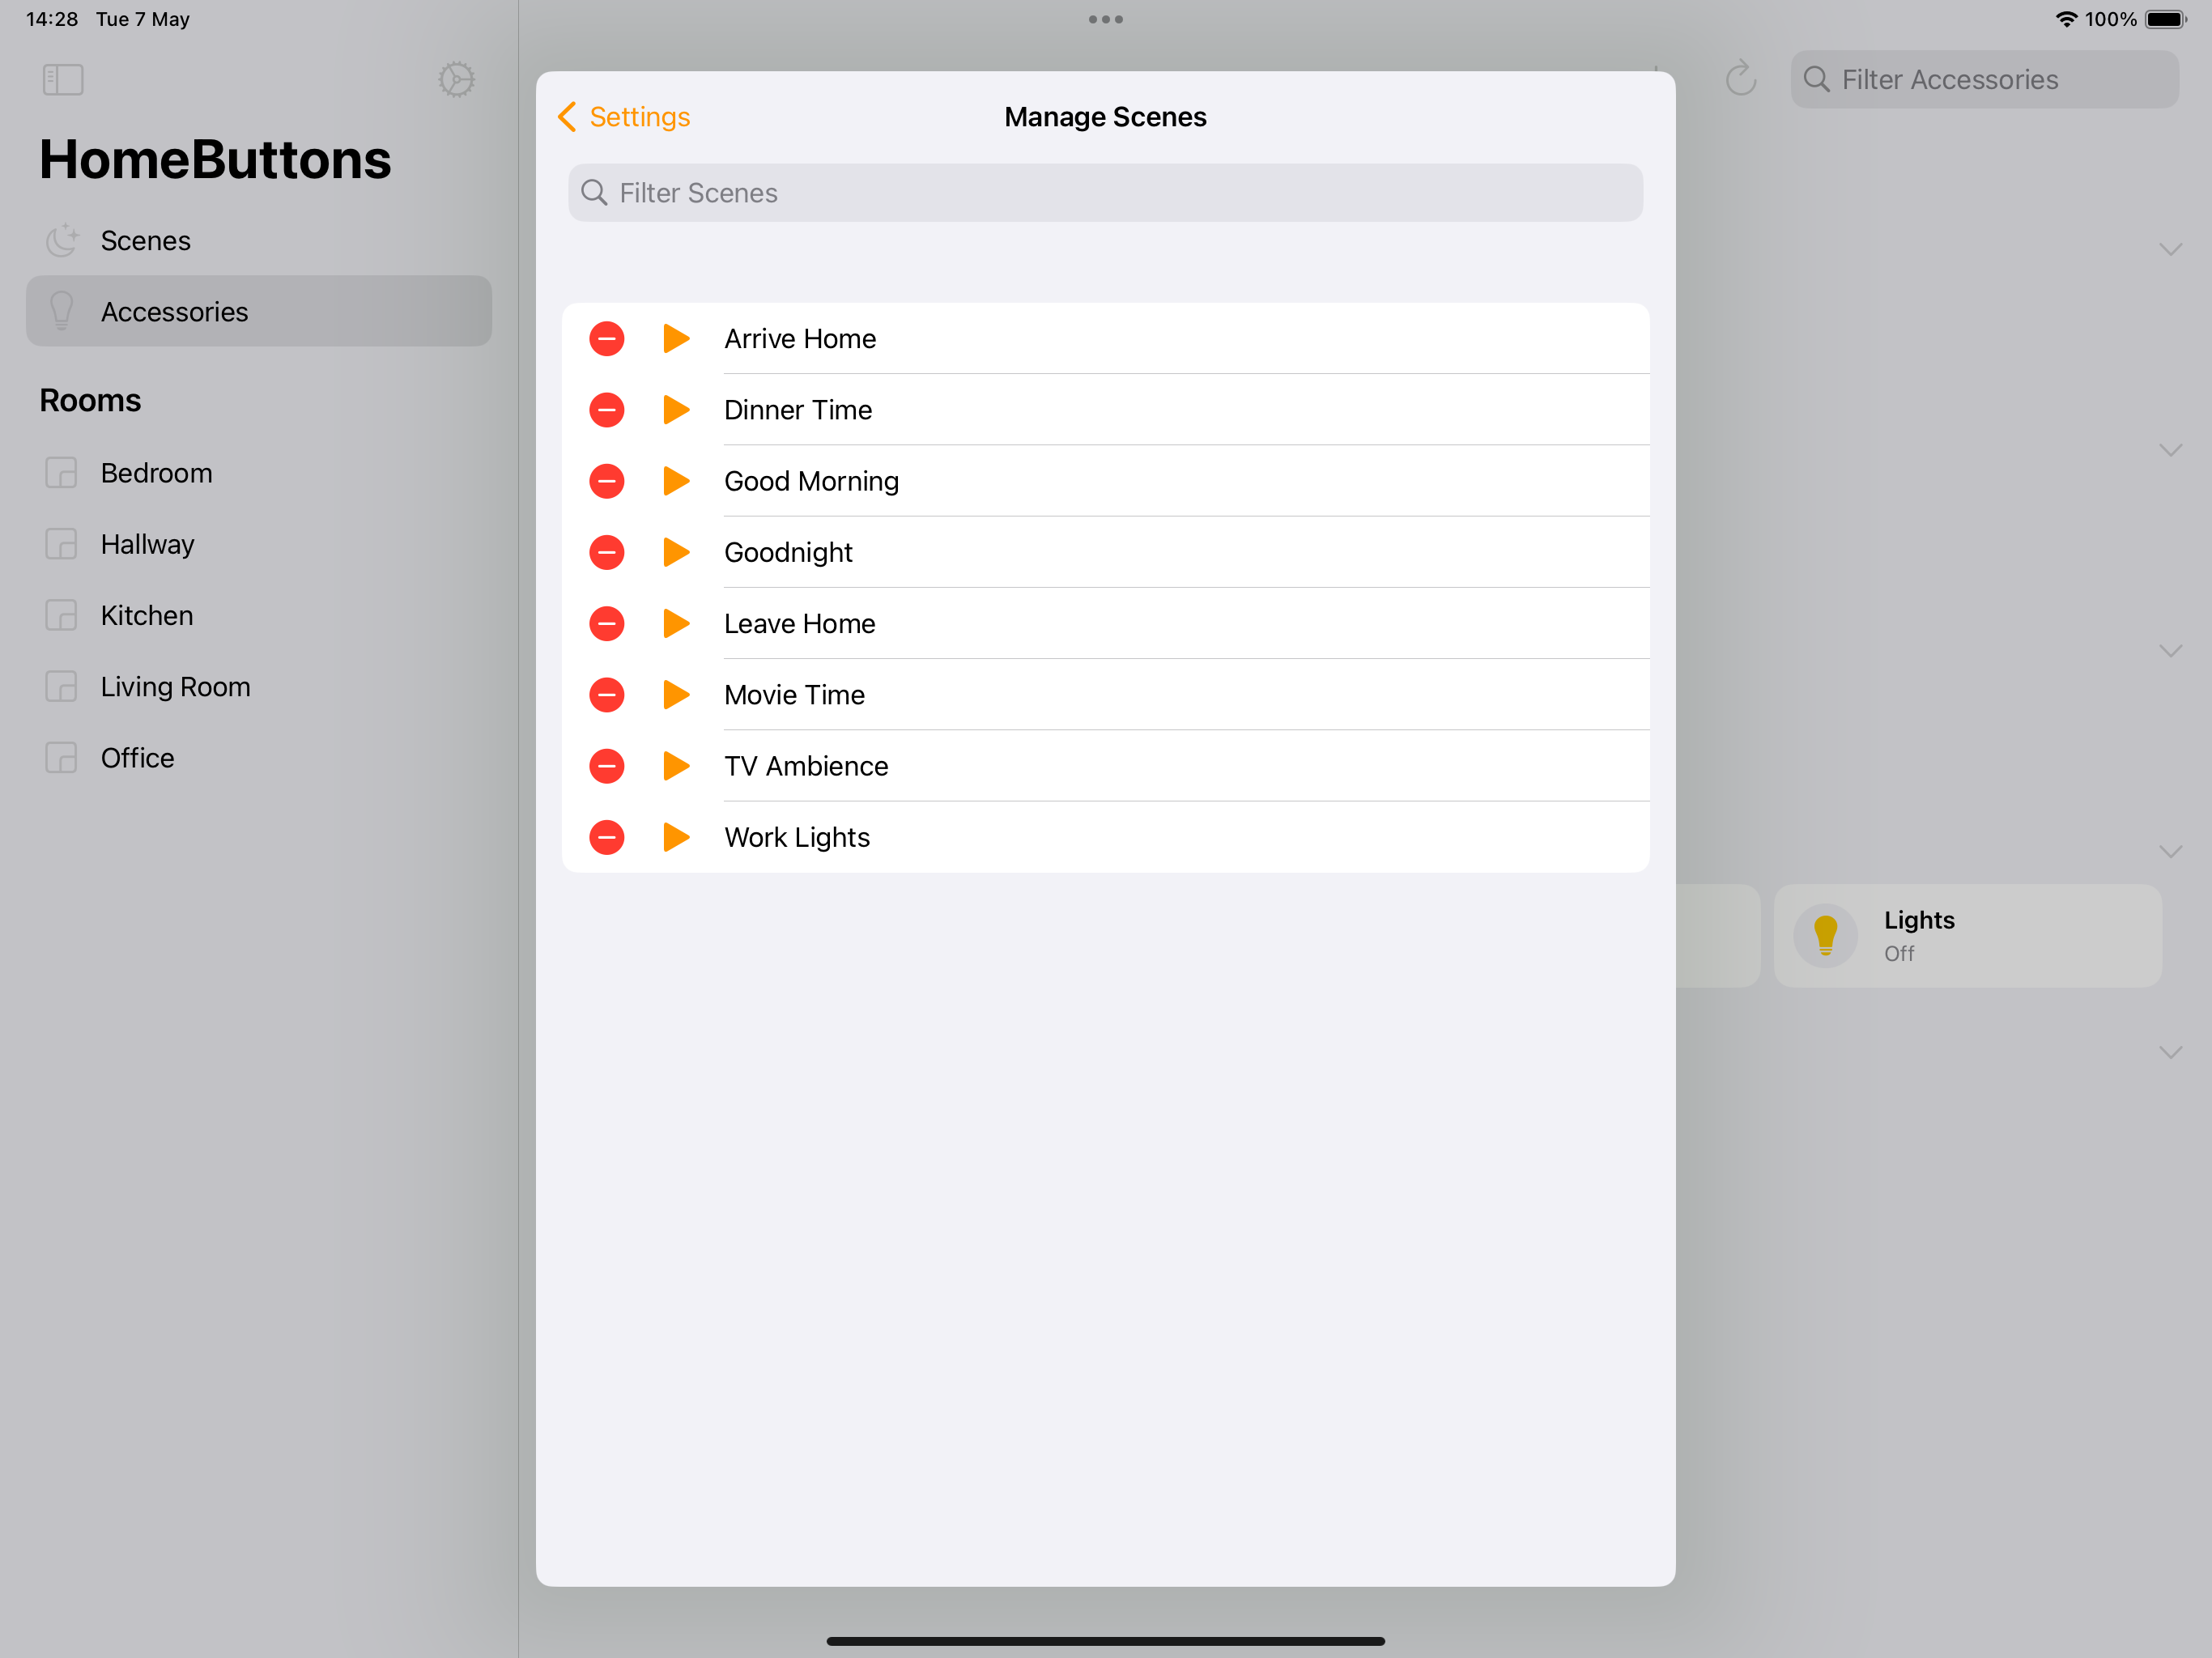 14:28 Tue 7 May
100%
HomeButtons
Scenes
Accessories
Rooms
Bedroom
Hallway
Kitchen
Living Room
Office
Settings
Manage Scenes
Filter Scenes
Arrive Home
Dinner Time
Good Morning
Goodnight
Leave Home
Movie Time
TV Ambience
Work Lights
Filter Accessories
Lights
Off